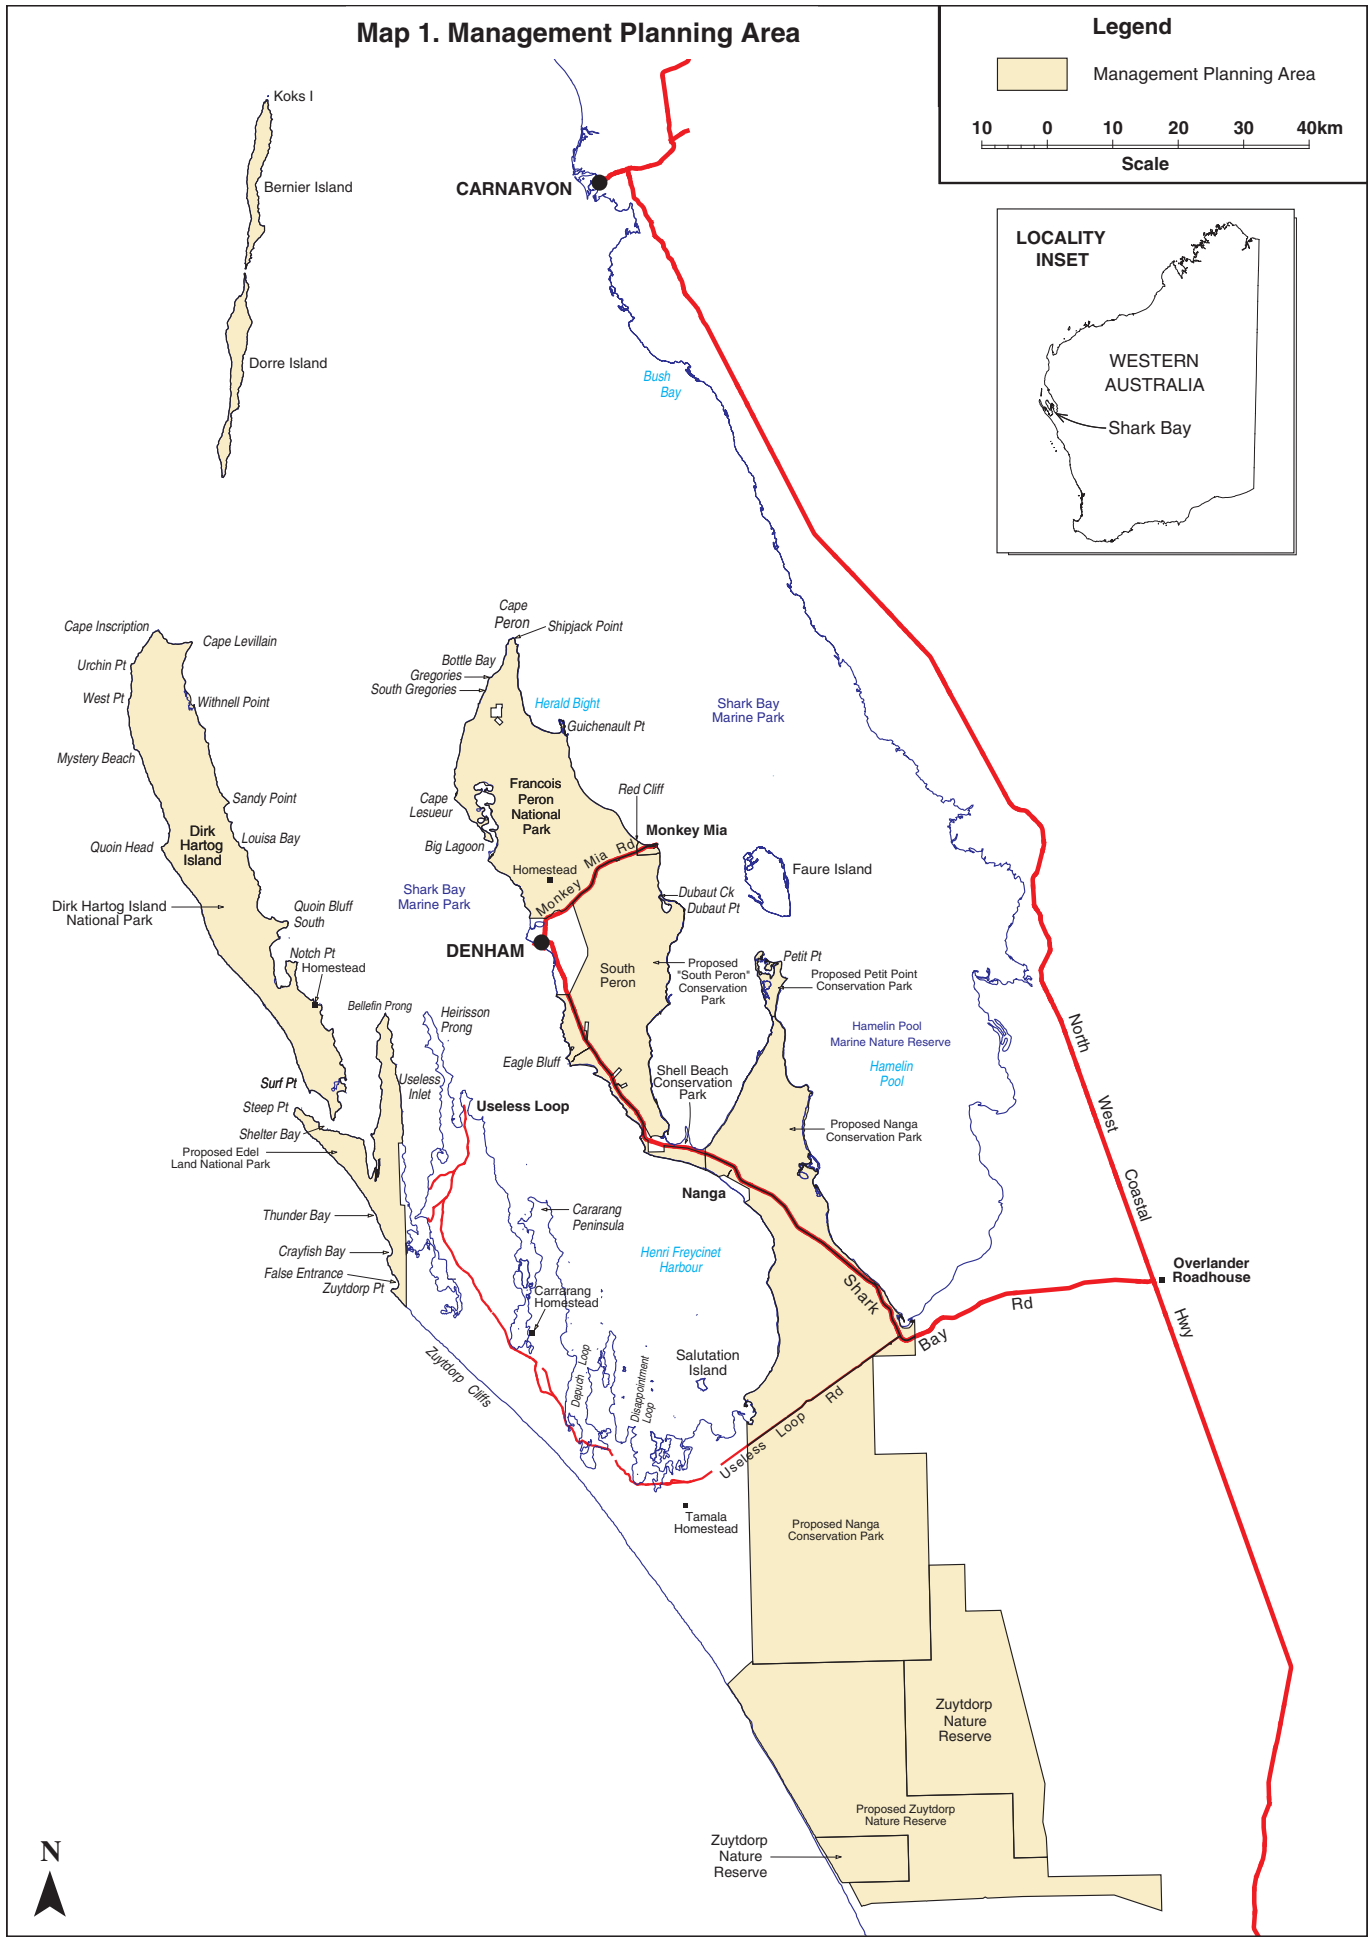 Map 1. Management Planning Area
Legend
Management Planning Area
10 0 10 20 30 40km
Scale
LOCALITY
INSET
WESTERN
AUSTRALIA
Shark Bay
Koks I
Bernier Island
Dorre Island
CARNARVON
Bush
Bay
Cape Inscription
Cape Levillain
Urchin Pt
West Pt
Withnell Point
Mystery Beach
Sandy Point
Quoin Head
Dirk
Hartog
Island
Louisa Bay
Dirk Hartog Island
National Park
Quoin Bluff
South
Notch Pt
Homestead
Surf Pt
Steep Pt
Shelter Bay
Proposed Edel
Land National Park
Thunder Bay
Crayfish Bay
False Entrance
Zuytdorp Pt
Zuytdorp Cliffs
Bellefin Prong
Heirisson
Prong
Useless
Inlet
Useless Loop
Cape
Peron
Shipjack Point
Bottle Bay
Gregories
South Gregories
Herald Bight
Guichenault Pt
Shark Bay
Marine Park
Cape
Lesueur
Francois
Peron
National
Park
Red Cliff
Monkey Mia
Big Lagoon
Homestead
Monkey Mia Rd
Faure Island
Shark Bay
Marine Park
Dubaut Ck
Dubaut Pt
DENHAM
South
Peron
Proposed
"South Peron"
Conservation
Park
Petit Pt
Proposed Petit Point
Conservation Park
Hamelin Pool
Marine Nature Reserve
Hamelin
Pool
Eagle Bluff
Shell Beach
Conservation
Park
Proposed Nanga
Conservation Park
Nanga
Cararang
Peninsula
Henri Freycinet
Harbour
Carrarang
Homestead
Depuch Loop
Disappointment
Loop
Salutation
Island
Shark Bay Rd
Useless Loop Rd
Overlander
Roadhouse
North West Coastal Hwy
Tamala
Homestead
Proposed Nanga
Conservation Park
Zuytdorp
Nature
Reserve
Proposed Zuytdorp
Nature Reserve
Zuytdorp
Nature
Reserve
N